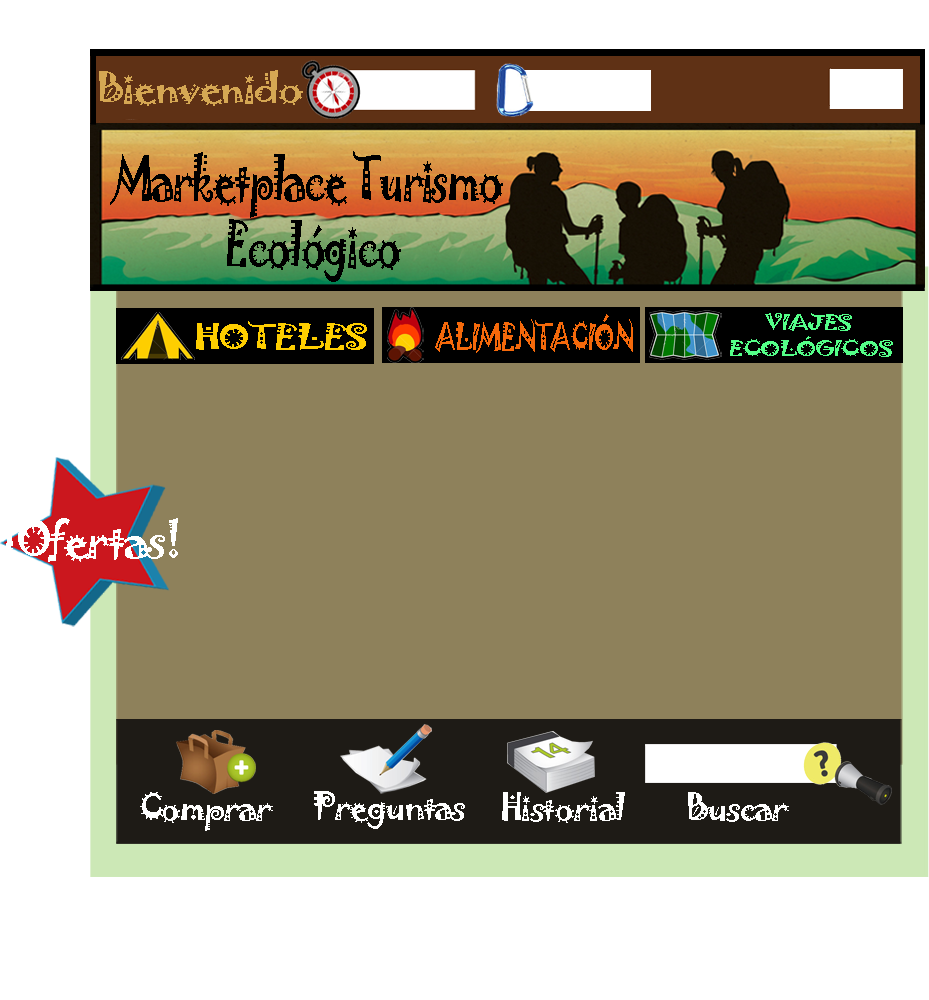 Bienvenido
Marketplace Turismo
Ecológico
HOTELES
ALIMENTACIÓN
VIAJES
ECOLÓGICOS
Ofertas!
14
?
Comprar
Preguntas
Historial
Buscar